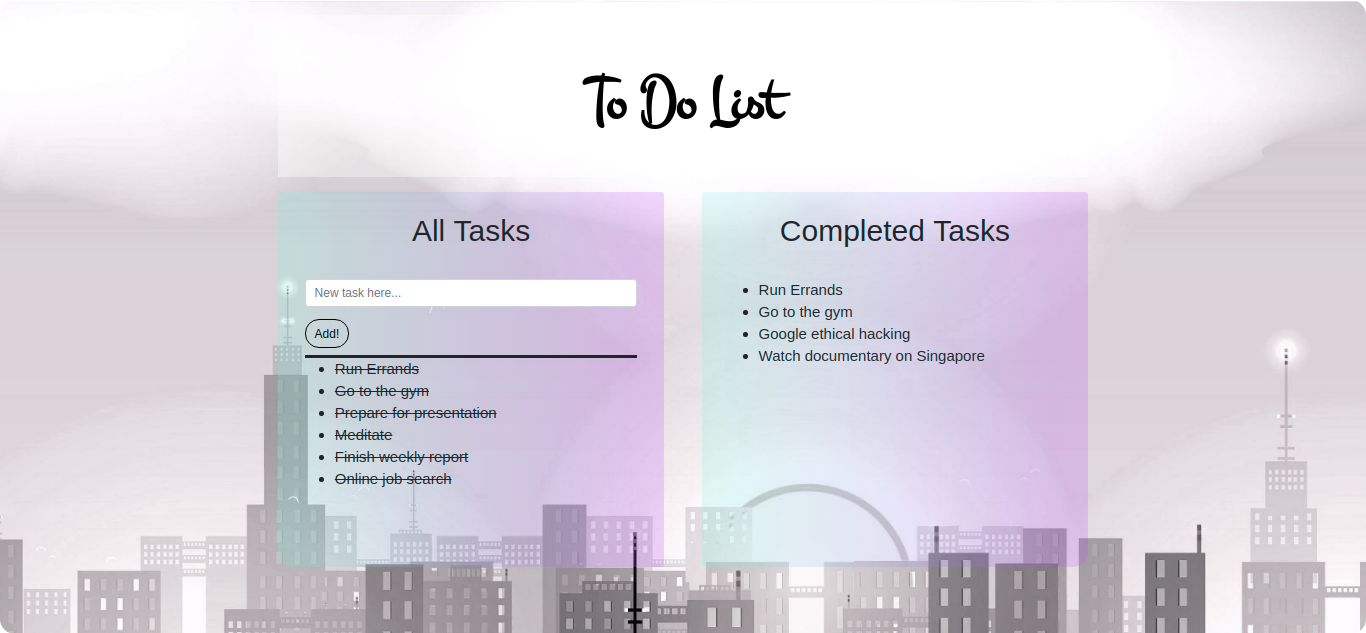 To Do List
All Tasks
New task here...
Add!
Run Errands
Go to the gym
Prepare for presentation
Meditate
Finish weekly report
Online job search
Completed Tasks
Run Errands
Go to the gym
Google ethical hacking
Watch documentary on Singapore